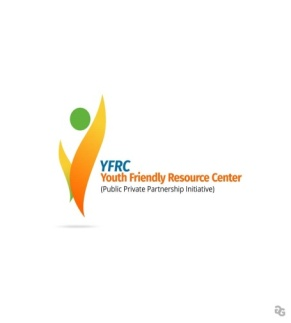 YFRC
Youth Friendly Resource Center
(Public Private Partnership Initiative)